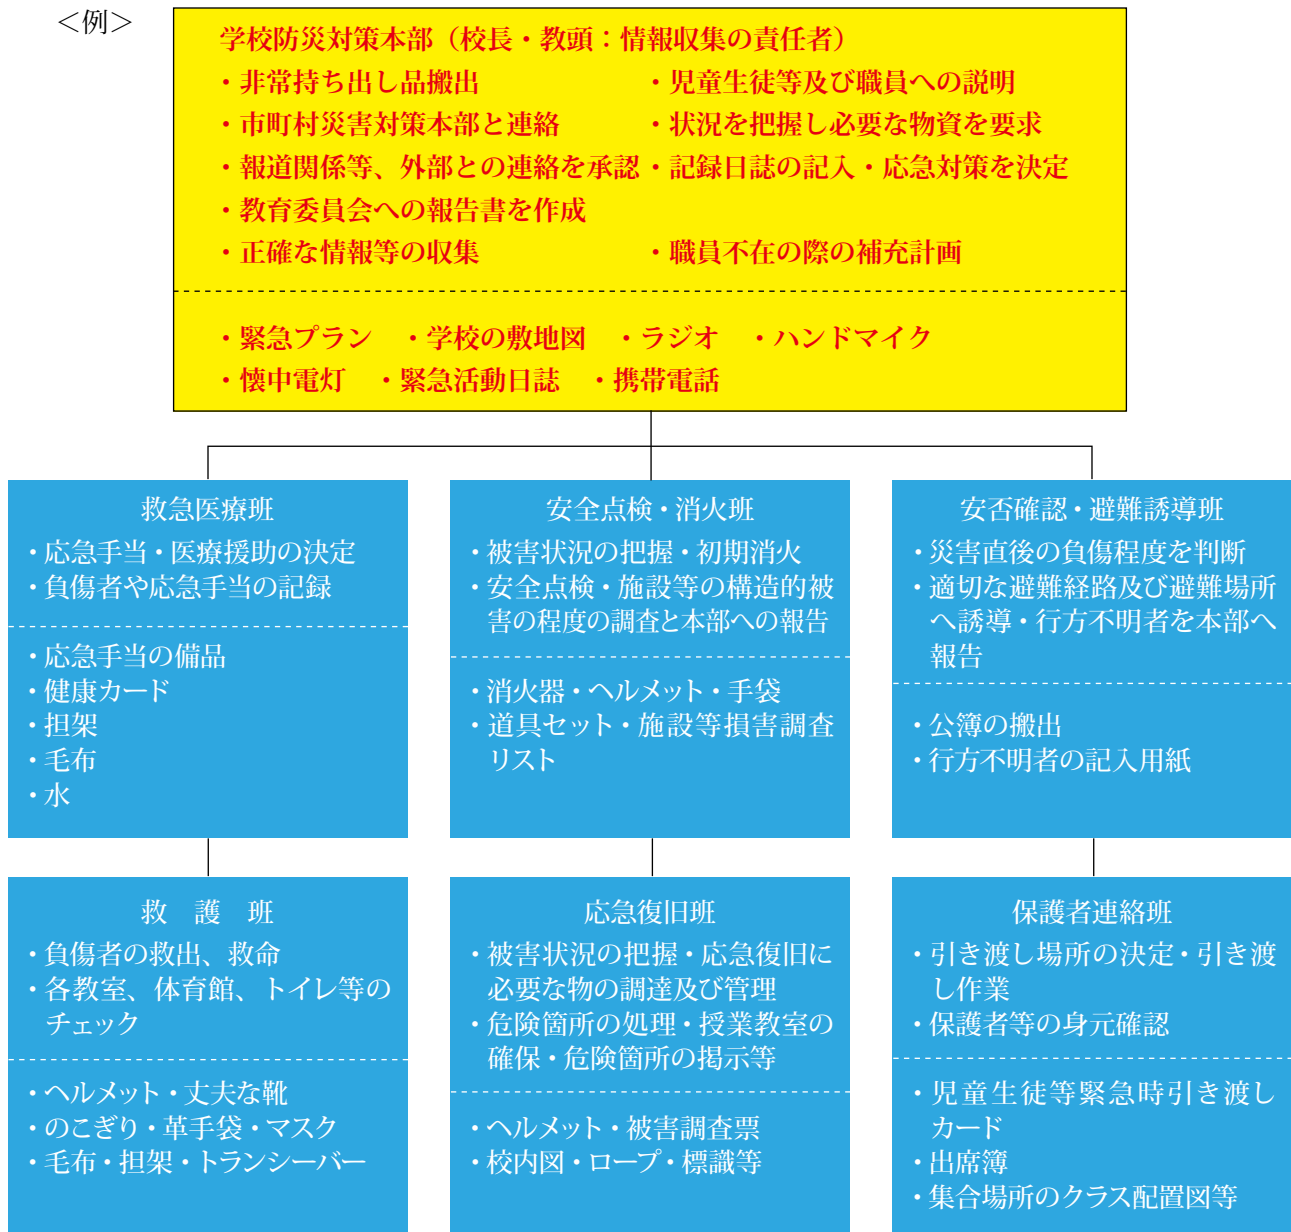 ＜例＞
学校防災対策本部（校長・教頭：情報収集の責任者）
・非常持ち出し品搬出　・児童生徒等及び職員への説明
・市町村災害対策本部と連絡　・状況を把握し必要な物資を要求
・報道関係等、外部との連絡を承認・記録日誌の記入・応急対策を決定
・教育委員会への報告書を作成
・正確な情報等の収集　・職員不在の際の補充計画
・緊急プラン　・学校の敷地図　・ラジオ　・ハンドマイク
・懐中電灯　・緊急活動日誌　・携帯電話
救急医療班
・応急手当・医療援助の決定
・負傷者や応急手当の記録
・応急手当の備品
・健康カード
・担架
・毛布
・水
安全点検・消火班
・被害状況の把握・初期消火
・安全点検・施設等の構造的被
害の程度の調査と本部への報告
・消火器・ヘルメット・手袋
・道具セット・施設等損害調査
リスト
安否確認・避難誘導班
・災害直後の負傷程度を判断
・適切な避難経路及び避難場所
へ誘導・行方不明者を本部へ
報告
・公簿の搬出
・行方不明者の記入用紙
救　護　班
・負傷者の救出、救命
・各教室、体育館、トイレ等の
チェック
・ヘルメット・丈夫な靴
・のこぎり・革手袋・マスク
・毛布・担架・トランシーバー
応急復旧班
・被害状況の把握・応急復旧に
必要な物の調達及び管理
・危険箇所の処理・授業教室の
確保・危険箇所の掲示等
・ヘルメット・被害調査票
・校内図・ロープ・標識等
保護者連絡班
・引き渡し場所の決定・引き渡
し作業
・保護者等の身元確認
・児童生徒等緊急時引き渡し
カード
・出席簿
・集合場所のクラス配置図等